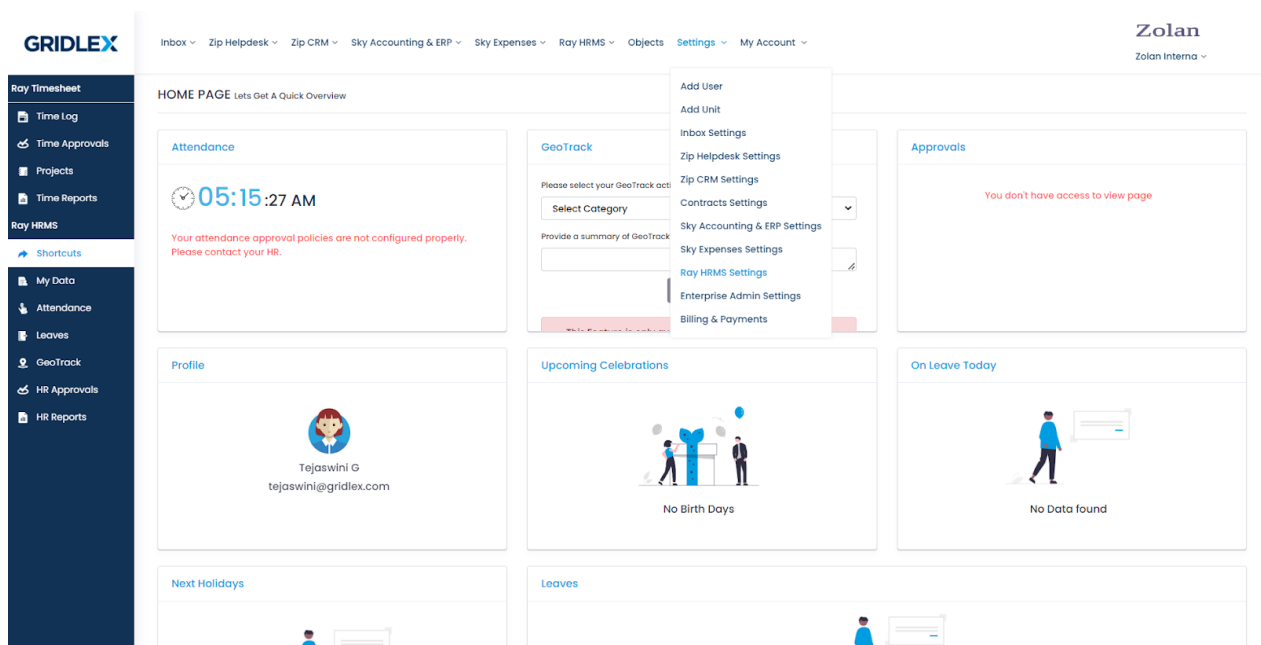 GRIDLEX
Inbox Zip Helpdesk Zip CRM Sky Accounting & ERP Sky Expenses Ray HRMS Objects Settings My Account
Zolan
Zolan Interna
Ray Timesheet
Time Log
Time Approvals
Projects
Time Reports
Ray HRMS
Shortcuts
My Data
Attendance
Leaves
GeoTrack
HR Approvals
HR Reports
Add User
Add Unit
Inbox Settings
Zip Helpdesk Settings
Zip CRM Settings
Contracts Settings
Sky Accounting & ERP Settings
Sky Expenses Settings
Ray HRMS Settings
Enterprise Admin Settings
Billing & Payments
HOME PAGE Lets Get A Quick Overview
Attendance
05:15:27 AM
Your attendance approval policies are not configured properly.
Please contact your HR.
GeoTrack
Please select your GeoTrack
Select Category
Provide a summary of GeoTrack
Approvals
You don't have access to view page
Profile
Tejaswini G
tejaswini@gridlex.com
Upcoming Celebrations
No Birth Days
On Leave Today
No Data found
Next Holidays
Leaves